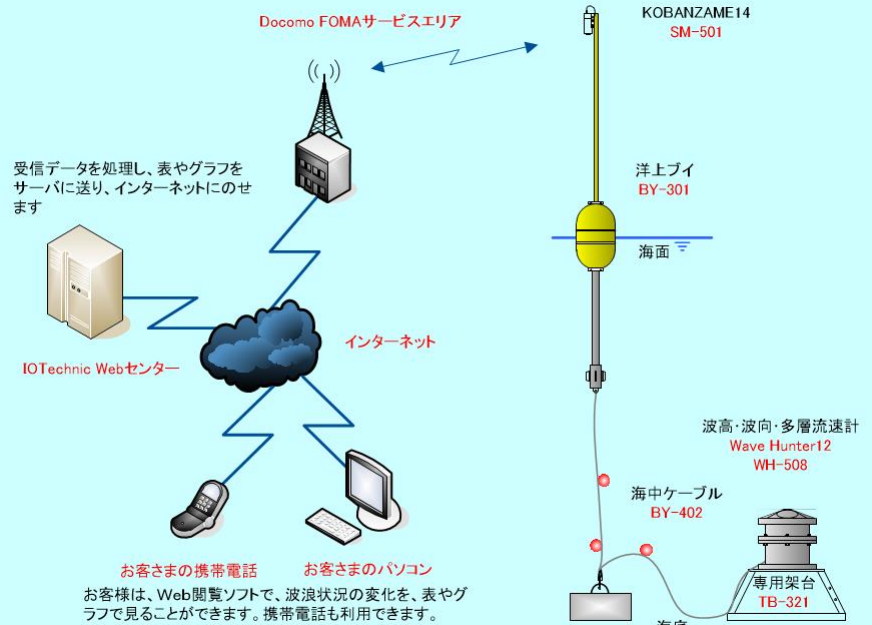 Docomo FOMAサービスエリア
KOBANZAME14
SM-501
受信データを処理し、表やグラフを
サーバに送り、インターネットにのせ
ます
洋上ブイ
BY-301
海面
IOTechnic Webセンター
インターネット
波高・波向・多層流速計
Wave Hunter12
WH-508
海中ケーブル
BY-402
お客さまの携帯電話
お客さまのパソコン
お客様は、Web閲覧ソフトで、波浪状況の変化を、表やグ
ラフで見ることができます。携帯電話も利用できます。
専用架台
TB-321
海底